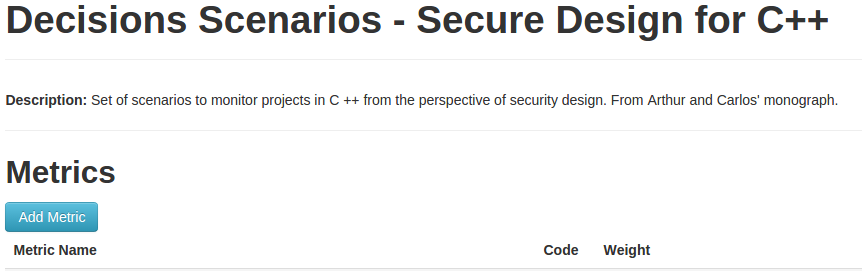 Decisions Scenarios - Secure Design for C++
Description: Set of scenarios to monitor projects in C ++ from the perspective of security design. From Arthur and Carlos' monograph.
Metrics
Add Metric
Metric Name Code Weight